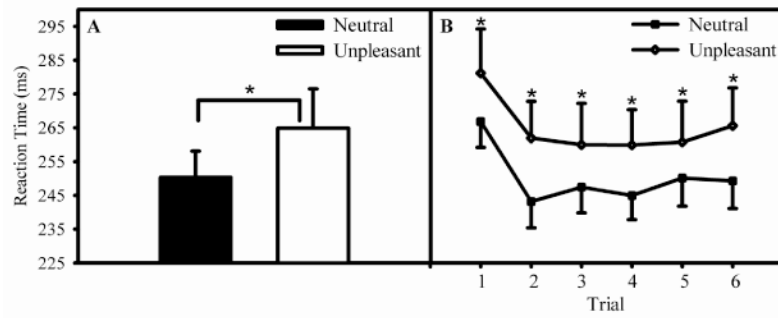 A
Neutral
Unpleasant
*
Reaction Time (ms)
295
285
275
265
255
245
235
225
B
Neutral
Unpleasant
* * * * * *
1 2 3 4 5 6
Trial